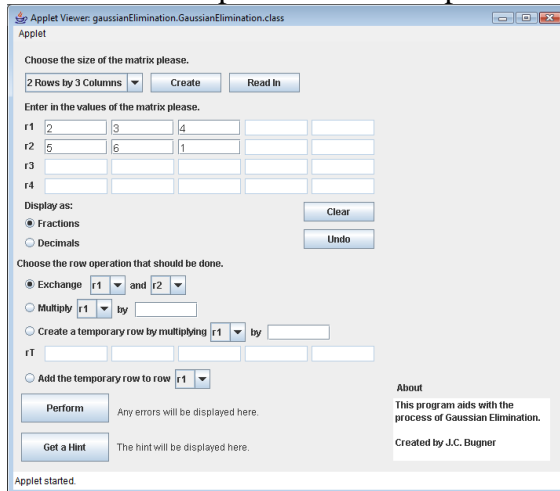 Applet Viewer: gaussianElimination.GaussianElimination.class
Applet
Choose the size of the matrix please.
2 Rows by 3 Columns Create Read In
Enter in the values of the matrix please.
r1 2 3 4
r2 5 6 1
r3
r4
Display as:
Clear
Fractions
Decimals Undo
Choose the row operation that should be done.
Exchange r1 and r2
Multiply r1 by
Create a temporary row by multiplying r1 by
rT
Add the temporary row to row r1
About
Perform Any errors will be displayed here.
This program aids with the
process of Gaussian Elimination.
Get a Hint The hint will be displayed here.
Created by J.C. Bugner
Applet started.